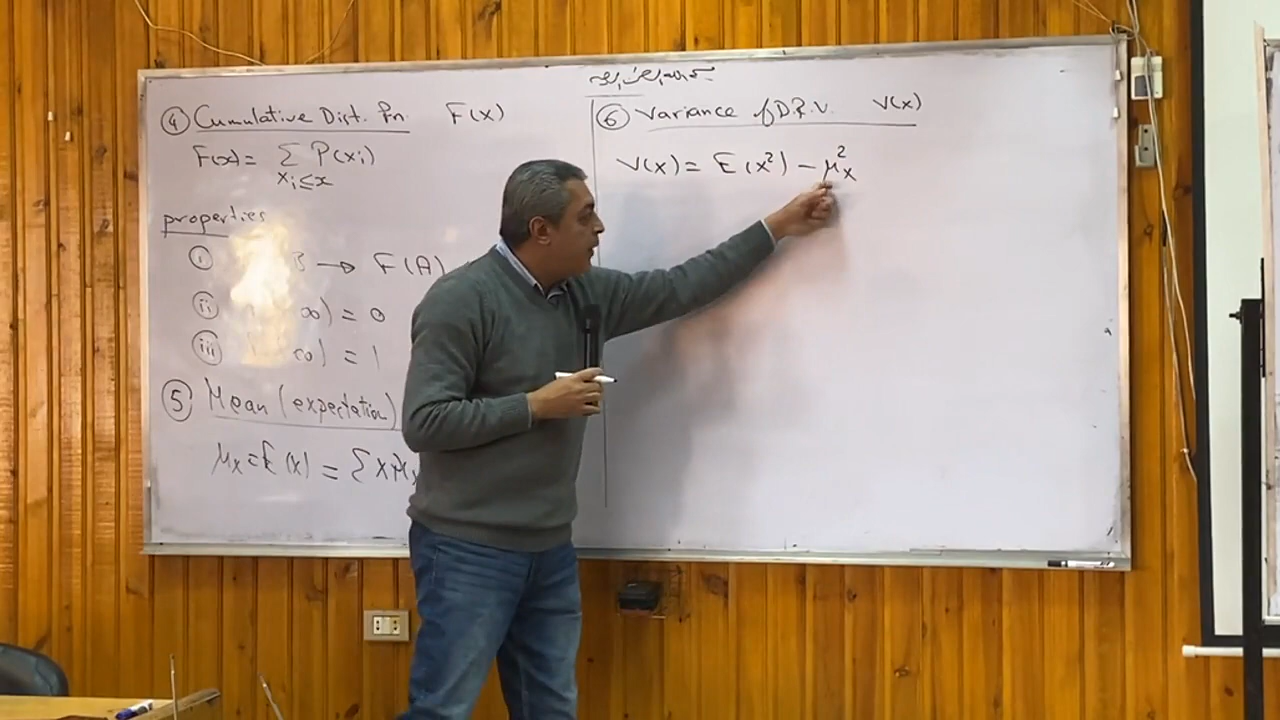 ④ Cumulative Dist. Fn. F(x)
F(x) = Σ P(xᵢ)
xᵢ≤x
properties
ⅰ → F(A)
ⅱ ∞) = 0
ⅲ ∞) = 1
⑤ Mean (expectation)
μₓ = E(x) = Σ x
⑥ Variance of D.R.V. V(x)
V(x) = E(x²) − μ²ₓ